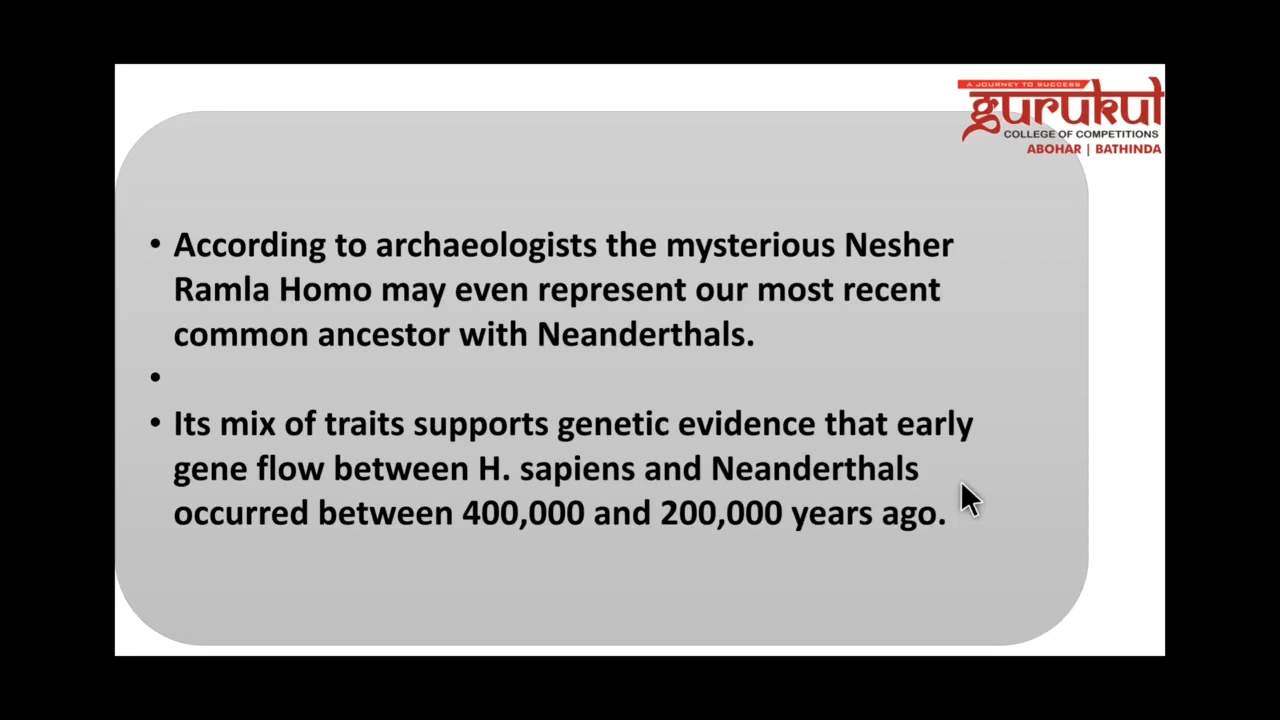 A JOURNEY TO SUCCESS
gurukul
COLLEGE OF COMPETITIONS
ABOHAR | BATHINDA
• According to archaeologists the mysterious Nesher
Ramla Homo may even represent our most recent
common ancestor with Neanderthals.
•
• Its mix of traits supports genetic evidence that early
gene flow between H. sapiens and Neanderthals
occurred between 400,000 and 200,000 years ago.